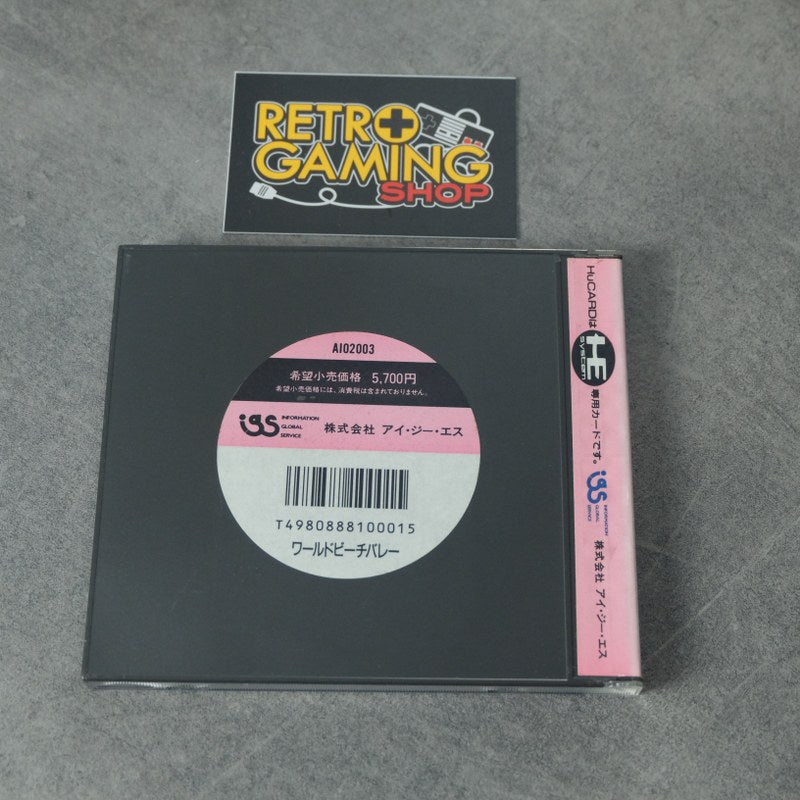 RETRO
GAMING
SHOP
AI02003
希望小売価格 5,700円
希望小売価格には、消費税は含まれておりません。
igs INFORMATION
GLOBAL
SERVICE
株式会社 アイ・ジー・エス
T4980888100015
ワールドビーチバレー
HuCARDは
HE
system
専用カードです。
igs INFORMATION
GLOBAL
SERVICE
株式会社 アイ・ジー・エス